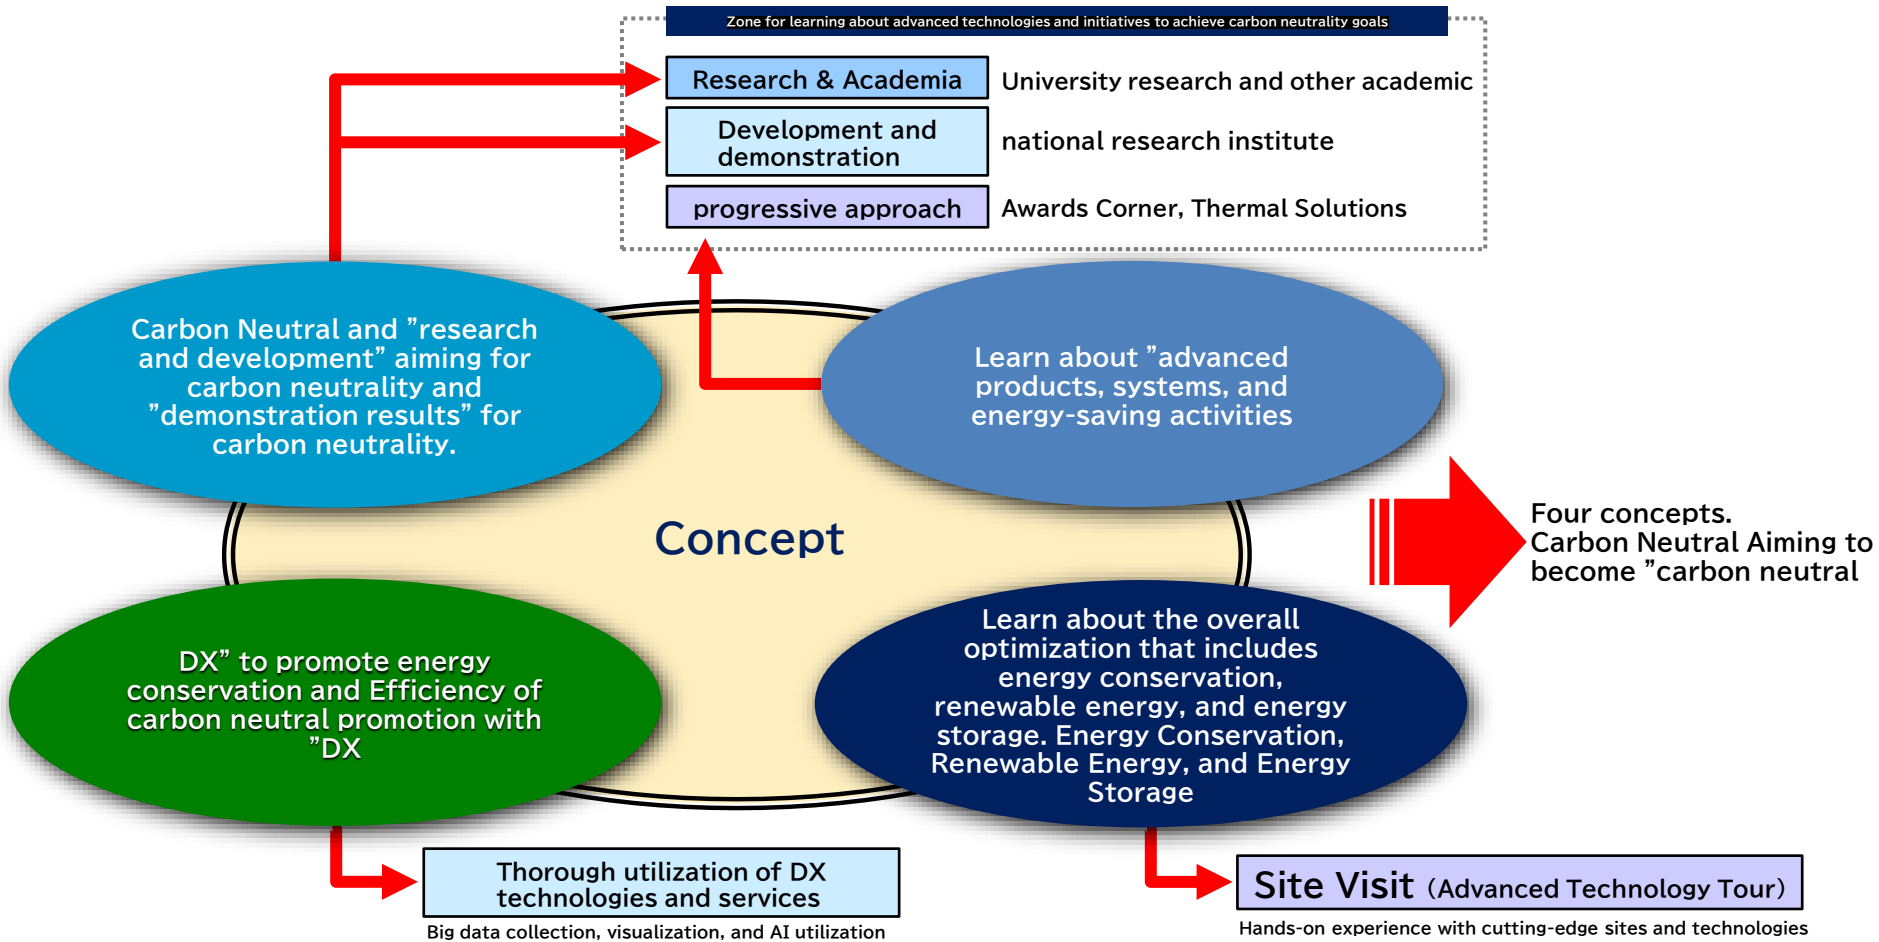 Zone for learning about advanced technologies and initiatives to achieve carbon neutrality goals
Research & Academia
University research and other academic
Development and
demonstration
national research institute
progressive approach
Awards Corner, Thermal Solutions
Carbon Neutral and ”research
and development” aiming for
carbon neutrality and
”demonstration results” for
carbon neutrality.
Learn about ”advanced
products, systems, and
energy-saving activities
Concept
Four concepts.
Carbon Neutral Aiming to
become ”carbon neutral
DX” to promote energy
conservation and Efficiency of
carbon neutral promotion with
”DX
Learn about the overall
optimization that includes
energy conservation,
renewable energy, and energy
storage. Energy Conservation,
Renewable Energy, and Energy
Storage
Thorough utilization of DX
technologies and services
Big data collection, visualization, and AI utilization
Site Visit（Advanced Technology Tour）
Hands-on experience with cutting-edge sites and technologies